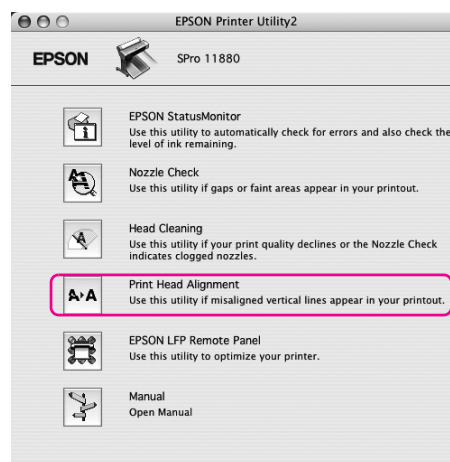 EPSON Printer Utility2
EPSON
SPro 11880
EPSON StatusMonitor
Use this utility to automatically check for errors and also check the
level of ink remaining.
Nozzle Check
Use this utility if gaps or faint areas appear in your printout.
Head Cleaning
Use this utility if your print quality declines or the Nozzle Check
indicates clogged nozzles.
A▸A
Print Head Alignment
Use this utility if misaligned vertical lines appear in your printout.
EPSON LFP Remote Panel
Use this utility to optimize your printer.
Manual
Open Manual